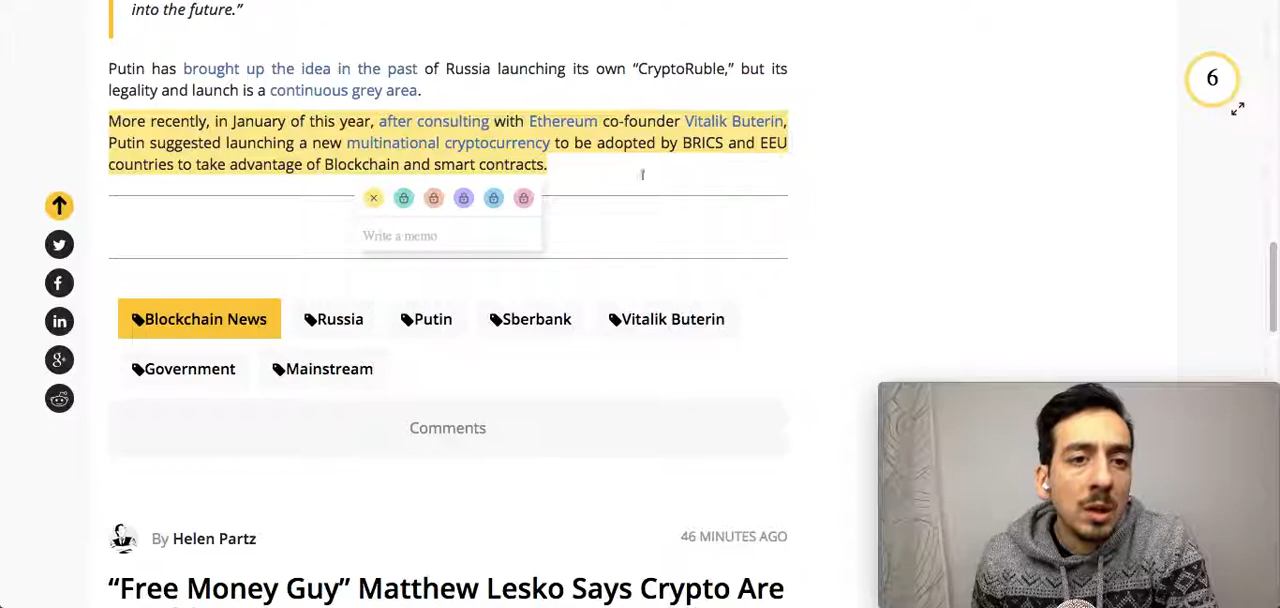 into the future.”
6
Putin has brought up the idea in the past of Russia launching its own “CryptoRuble,” but its
legality and launch is a continuous grey area.
More recently, in January of this year, after consulting with Ethereum co-founder Vitalik Buterin,
Putin suggested launching a new multinational cryptocurrency to be adopted by BRICS and EEU
countries to take advantage of Blockchain and smart contracts.
Write a memo
Blockchain News Russia Putin Sberbank Vitalik Buterin
Government Mainstream
Comments
By Helen Partz 46 MINUTES AGO
“Free Money Guy” Matthew Lesko Says Crypto Are